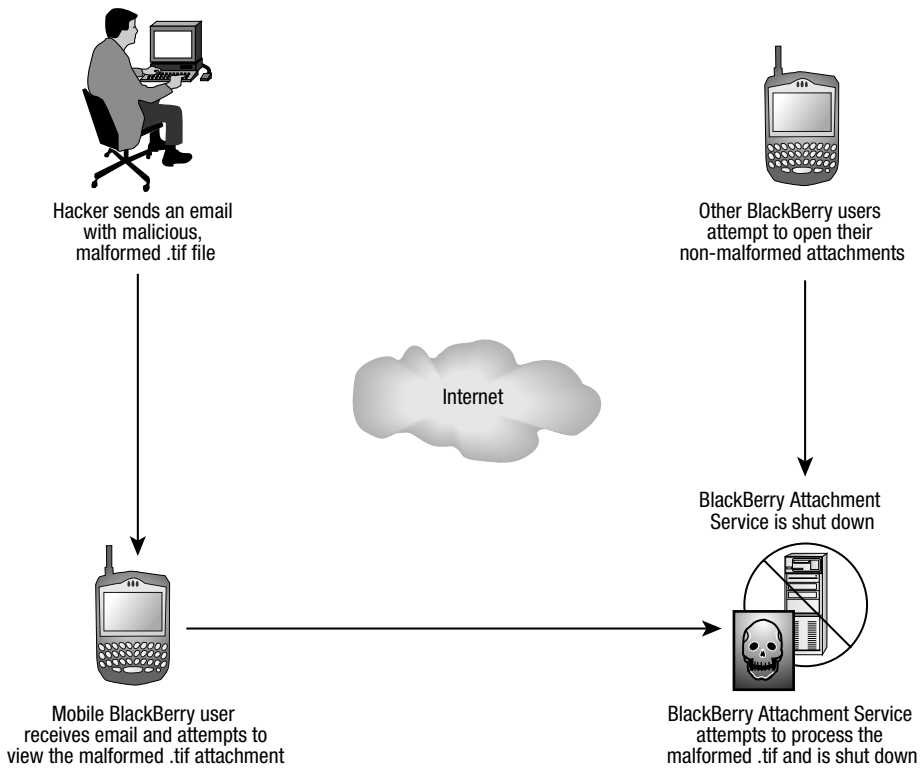 Hacker sends an email
with malicious,
malformed .tif file
Other BlackBerry users
attempt to open their
non-malformed attachments
Internet
BlackBerry Attachment
Service is shut down
Mobile BlackBerry user
receives email and attempts to
view the malformed .tif attachment
BlackBerry Attachment Service
attempts to process the
malformed .tif and is shut down